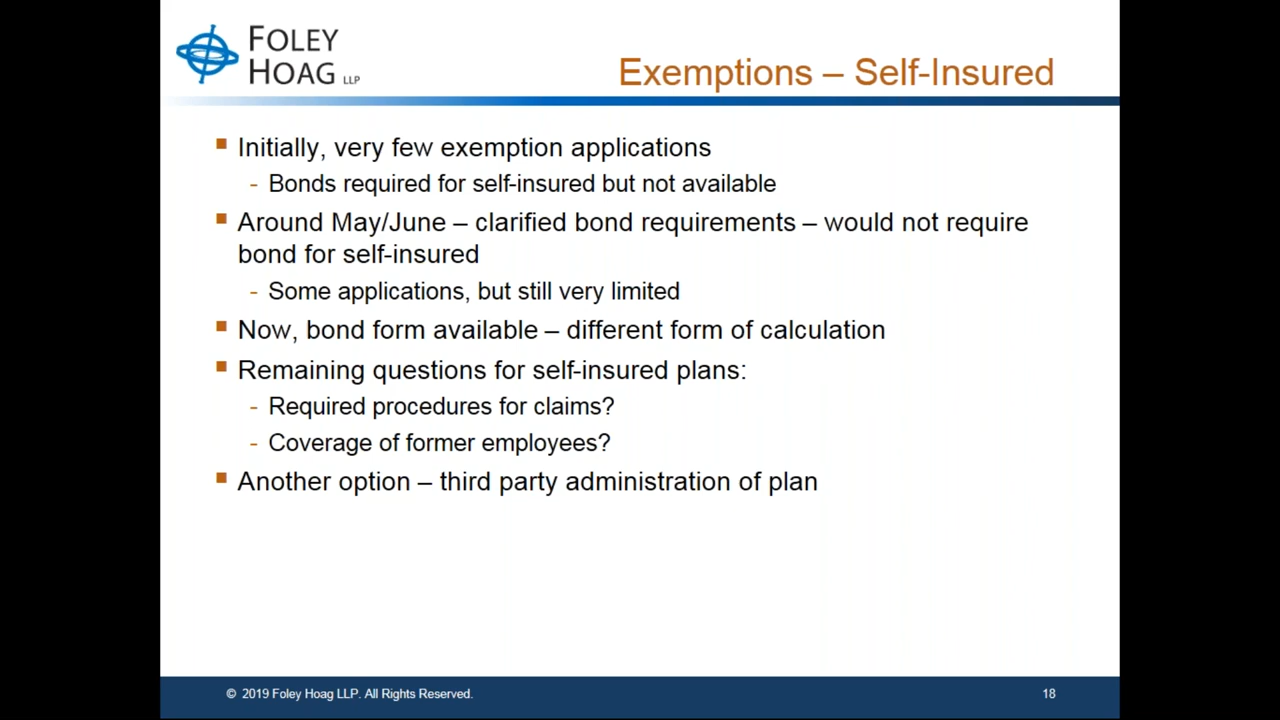 FOLEY
HOAG LLP
Exemptions – Self-Insured
Initially, very few exemption applications
- Bonds required for self-insured but not available
Around May/June – clarified bond requirements – would not require
bond for self-insured
- Some applications, but still very limited
Now, bond form available – different form of calculation
Remaining questions for self-insured plans:
- Required procedures for claims?
- Coverage of former employees?
Another option – third party administration of plan
© 2019 Foley Hoag LLP. All Rights Reserved.
18